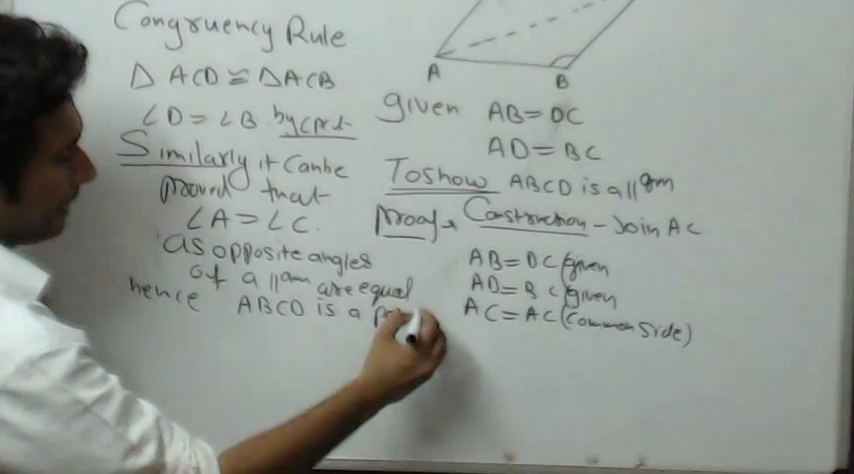 Congruency Rule
Δ ACD ≅ Δ ACB
∠D = ∠B by cpct
Similarly it can be
proved that
∠A = ∠C.
as opposite angles
of a ||gm are equal
hence ABCD is a
A
B
given AB = DC
AD = BC
To show ABCD is a ||gm
Proof → Construction - Join AC
AB = DC (given
AD = BC (given
AC = AC (Common side)